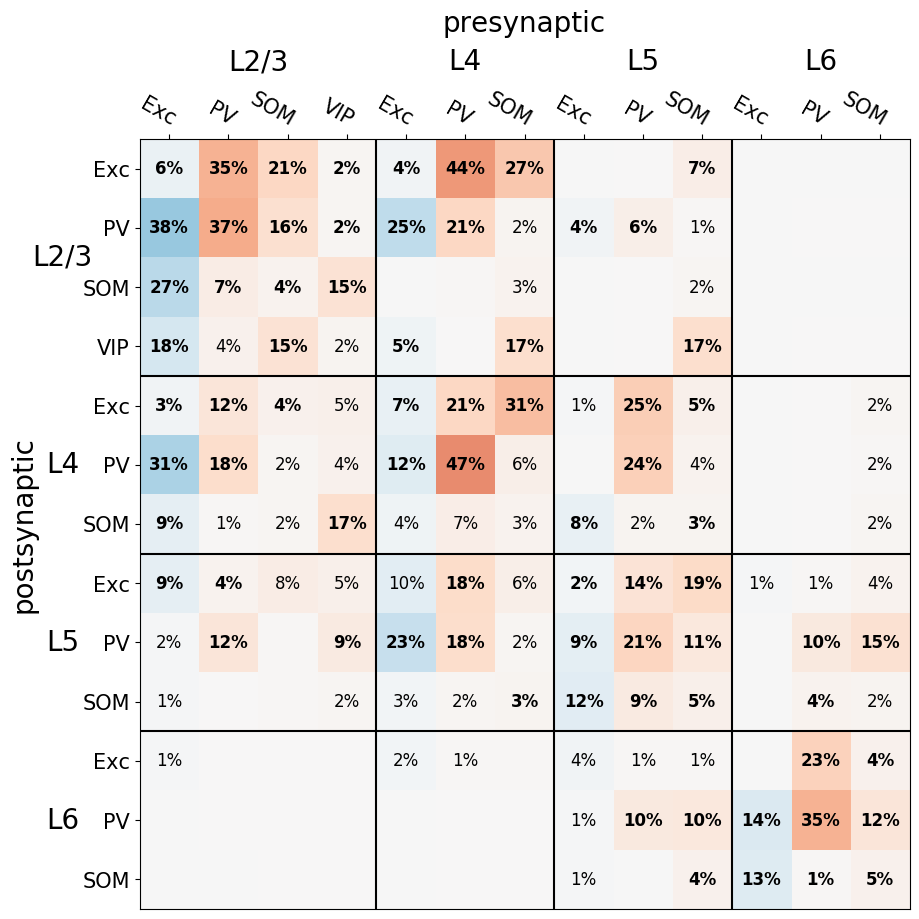 presynaptic
L2/3 L4 L5 L6
Exc PV SOM VIP Exc PV SOM Exc PV SOM Exc PV SOM
postsynaptic
L2/3
Exc 6% 35% 21% 2% 4% 44% 27% 7%
PV 38% 37% 16% 2% 25% 21% 2% 4% 6% 1%
SOM 27% 7% 4% 15% 3% 2%
VIP 18% 4% 15% 2% 5% 17% 17%
L4
Exc 3% 12% 4% 5% 7% 21% 31% 1% 25% 5% 2%
PV 31% 18% 2% 4% 12% 47% 6% 24% 4% 2%
SOM 9% 1% 2% 17% 4% 7% 3% 8% 2% 3% 2%
L5
Exc 9% 4% 8% 5% 10% 18% 6% 2% 14% 19% 1% 1% 4%
PV 2% 12% 9% 23% 18% 2% 9% 21% 11% 10% 15%
SOM 1% 2% 3% 2% 3% 12% 9% 5% 4% 2%
L6
Exc 1% 2% 1% 4% 1% 1% 23% 4%
PV 1% 10% 10% 14% 35% 12%
SOM 1% 4% 13% 1% 5%